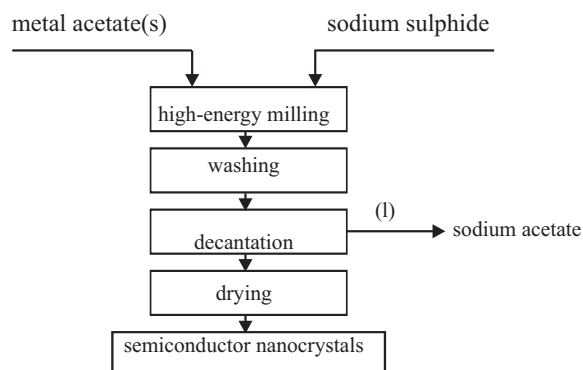 metal acetate(s)
sodium sulphide
high-energy milling
washing
(l)
decantation
sodium acetate
drying
semiconductor nanocrystals